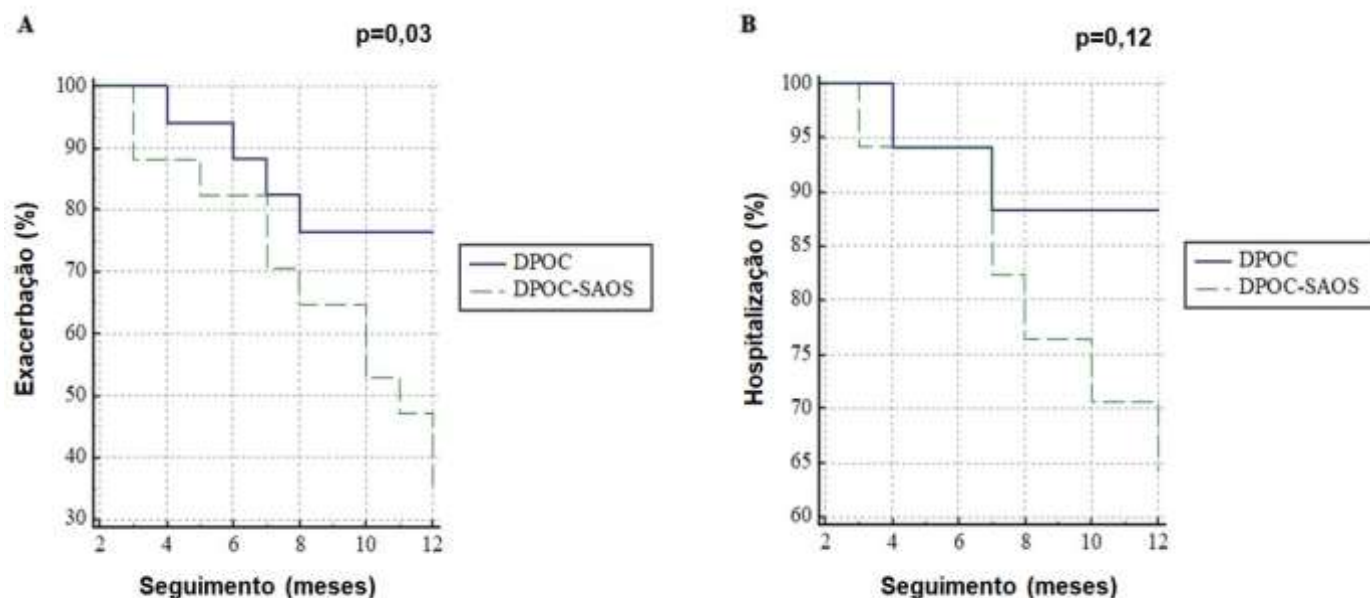 A
p=0,03
Exacerbação (%)
100
90
80
70
60
50
40
30
2 4 6 8 10 12
Seguimento (meses)
DPOC
DPOC-SAOS
B
p=0,12
Hospitalização (%)
100
95
90
85
80
75
70
65
60
2 4 6 8 10 12
Seguimento (meses)
DPOC
DPOC-SAOS